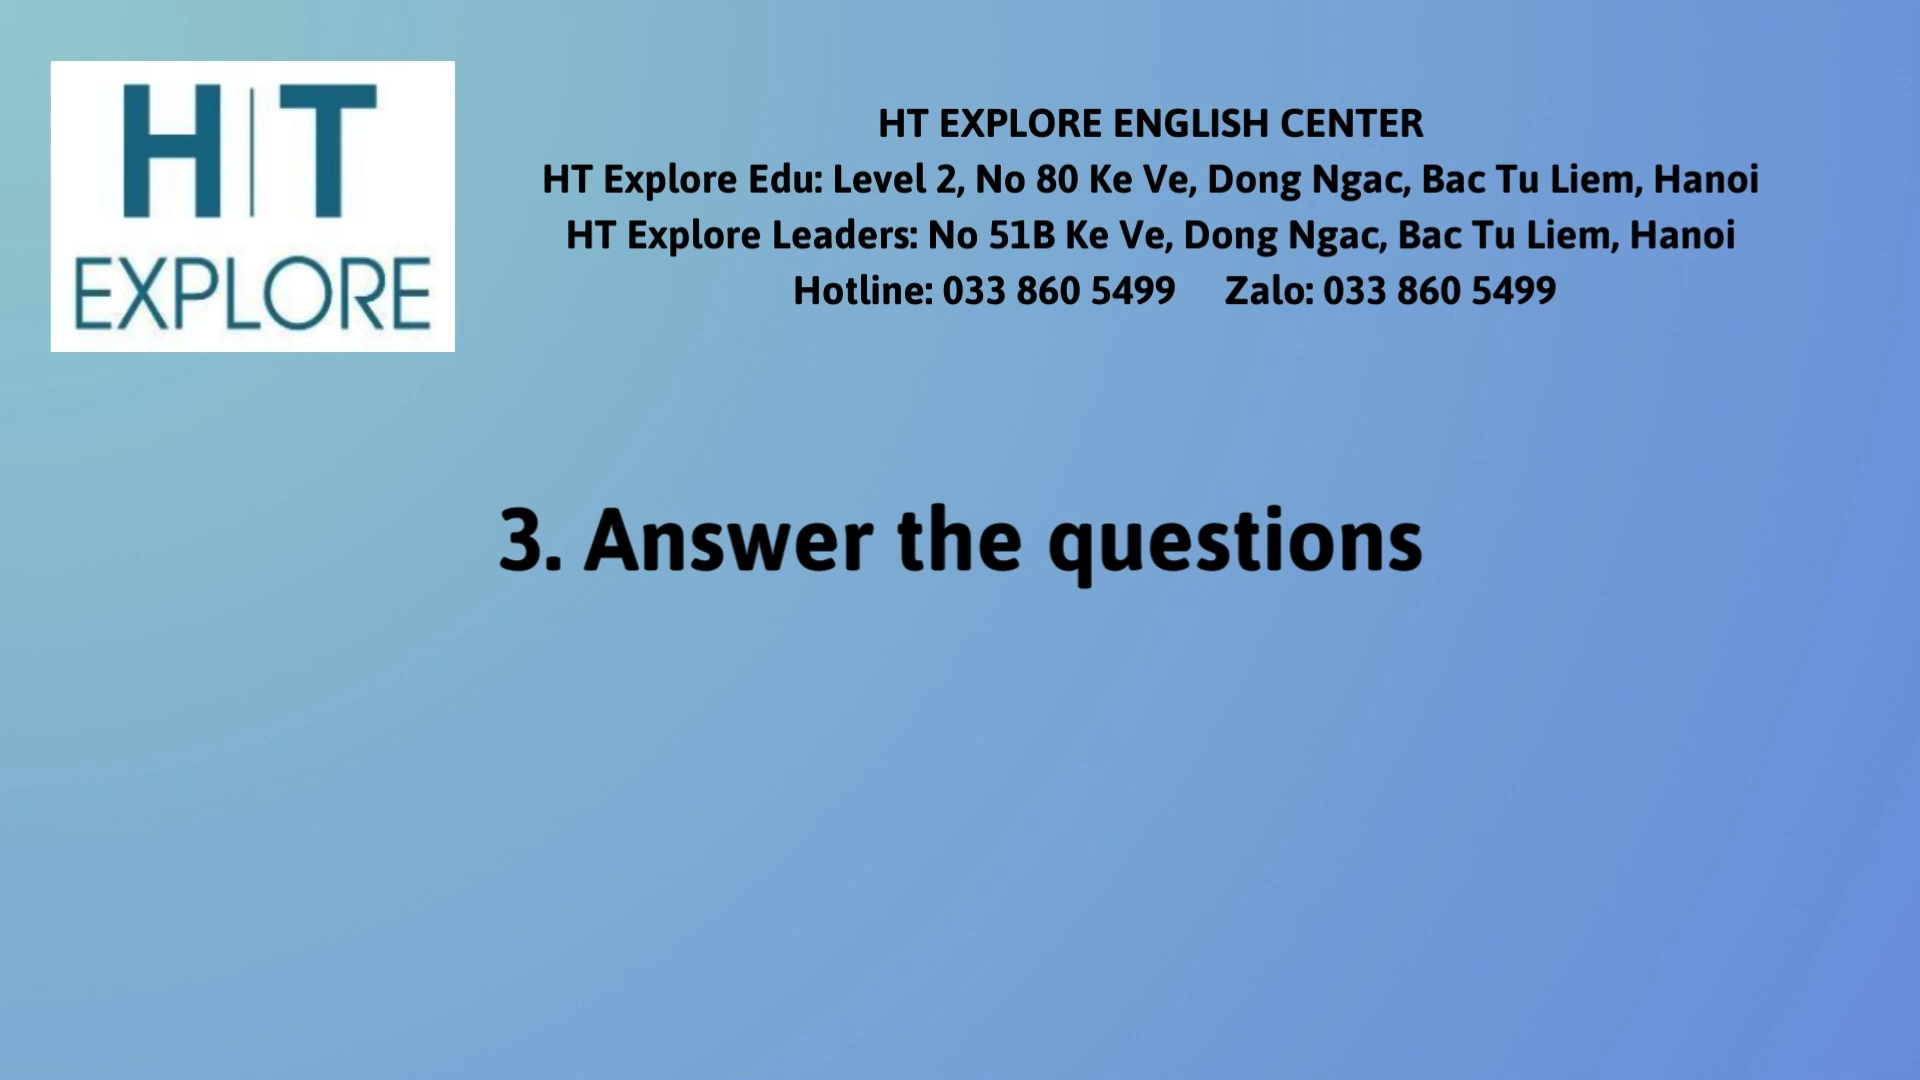 H|T
EXPLORE
HT EXPLORE ENGLISH CENTER
HT Explore Edu: Level 2, No 80 Ke Ve, Dong Ngac, Bac Tu Liem, Hanoi
HT Explore Leaders: No 51B Ke Ve, Dong Ngac, Bac Tu Liem, Hanoi
Hotline: 033 860 5499 Zalo: 033 860 5499
3. Answer the questions